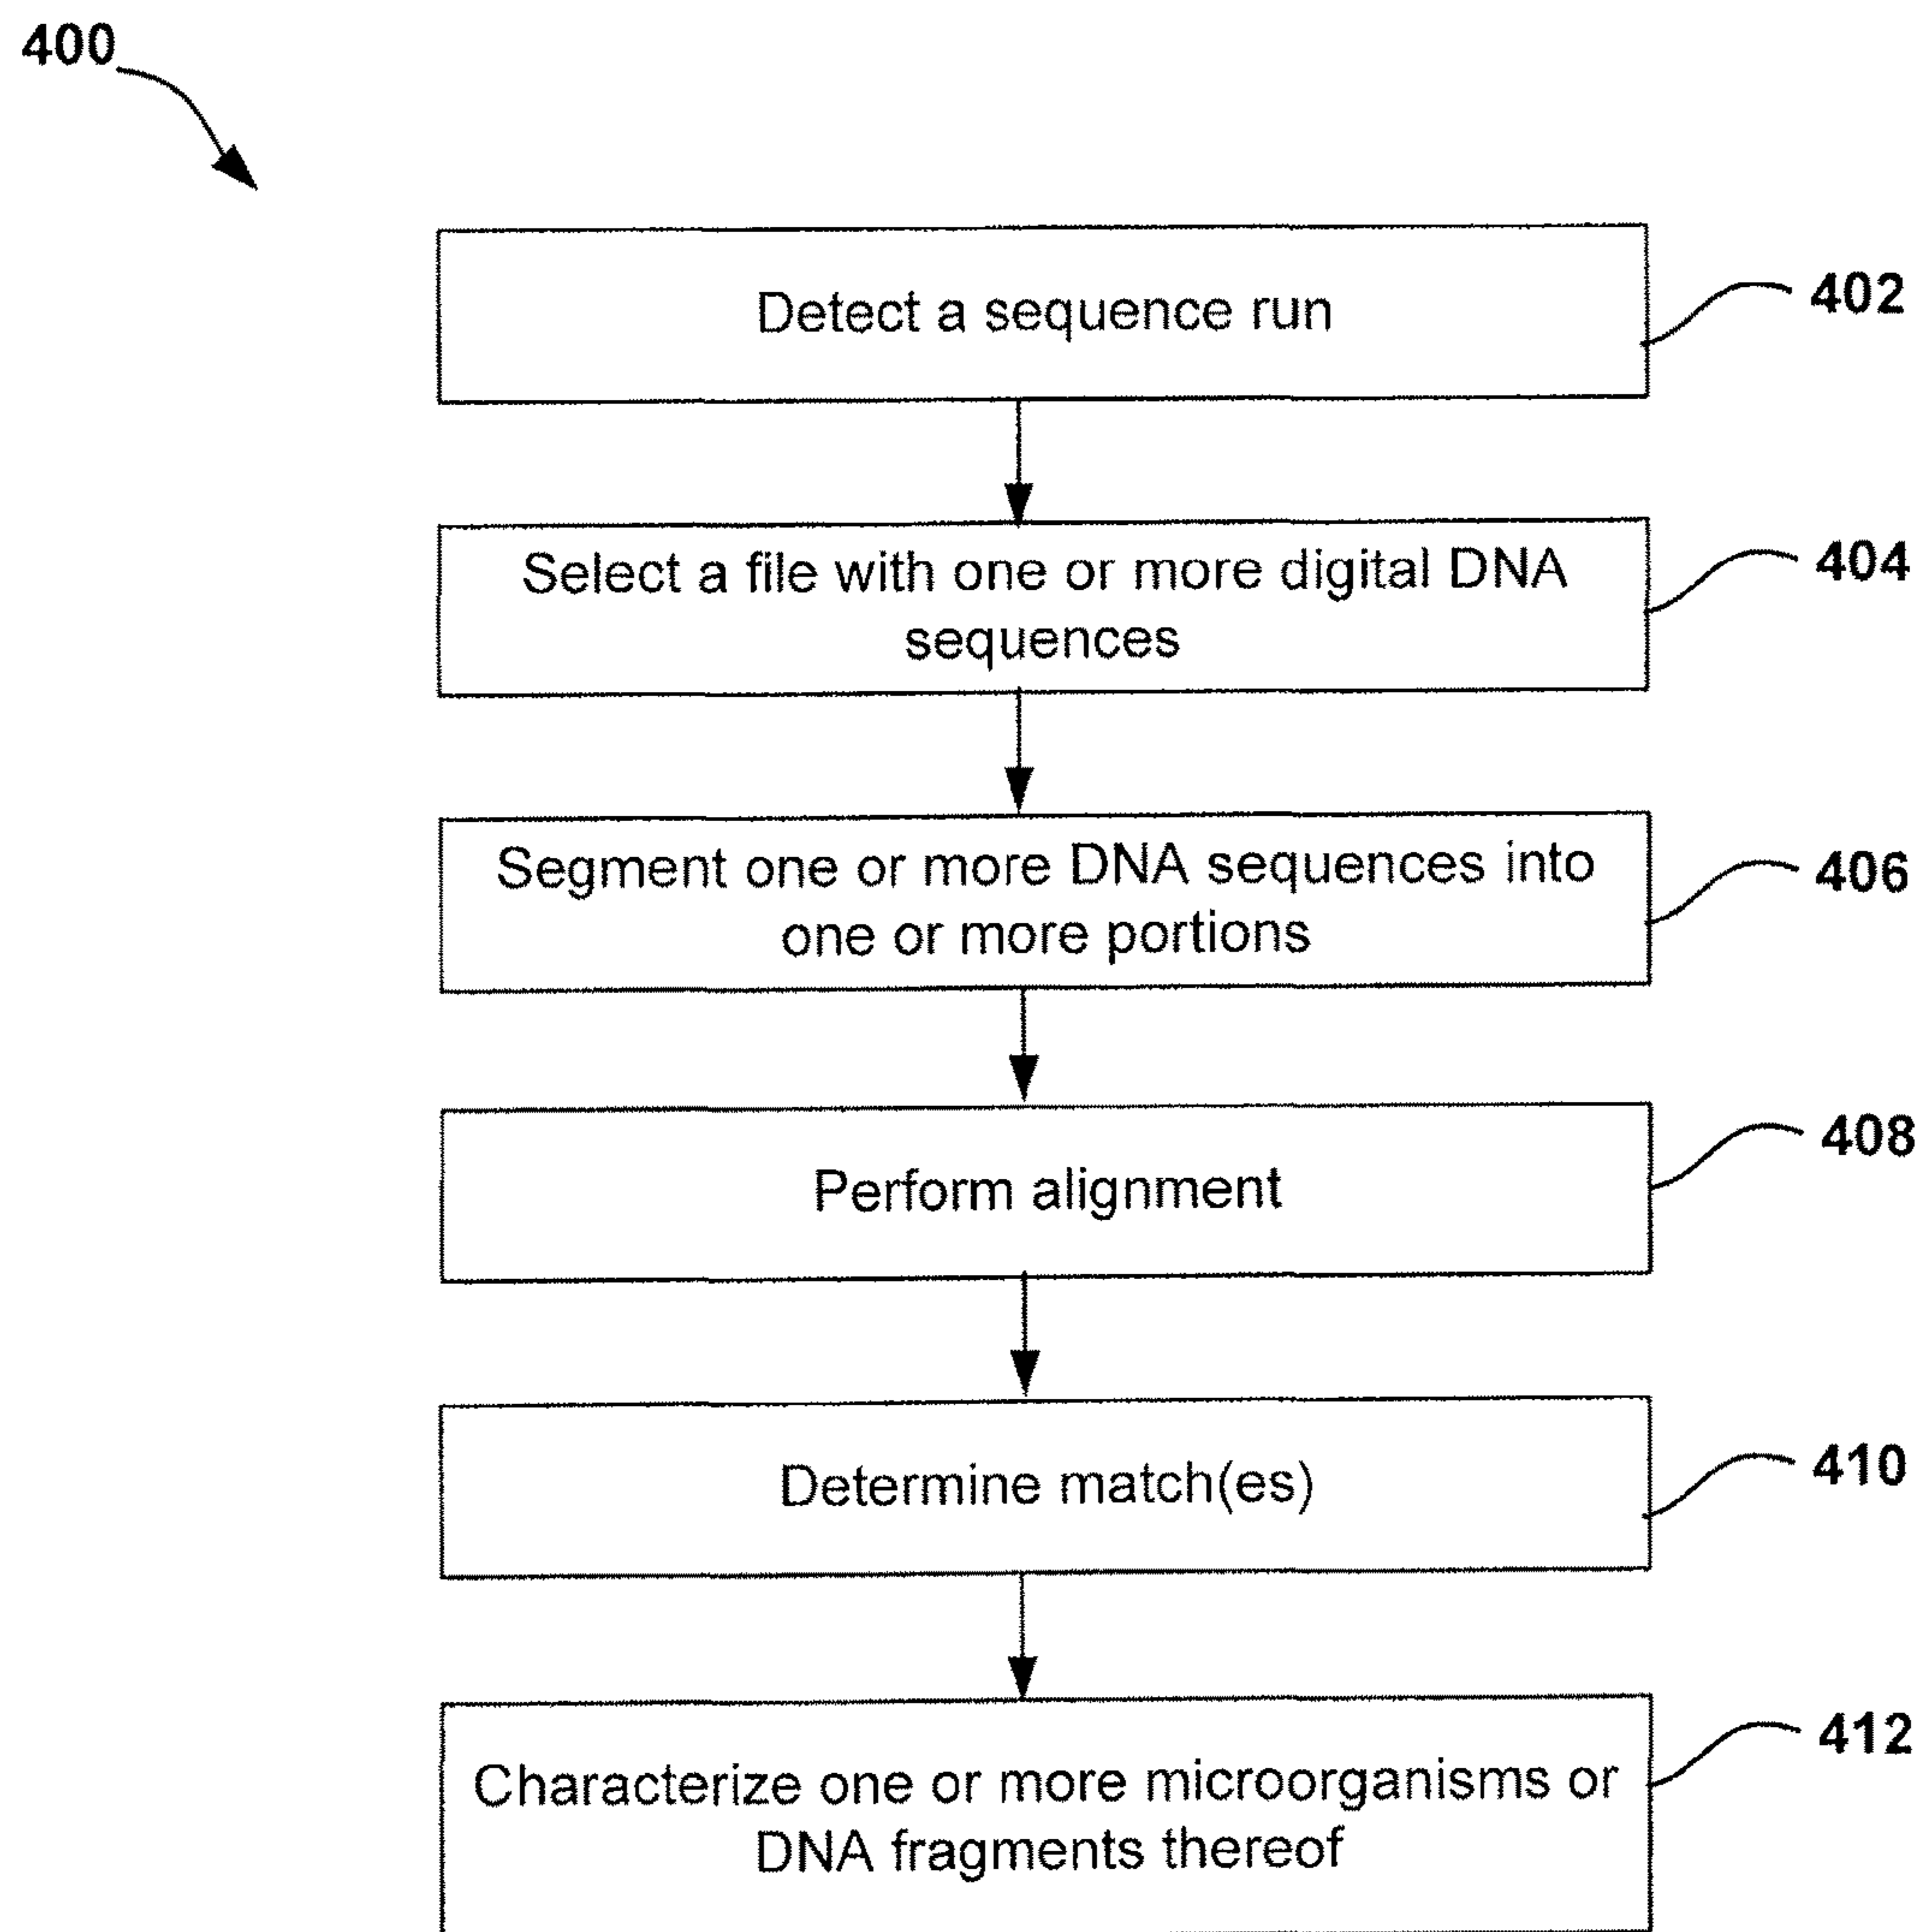 400
Detect a sequence run
402
Select a file with one or more digital DNA
sequences
404
Segment one or more DNA sequences into
one or more portions
406
Perform alignment
408
Determine match(es)
410
Characterize one or more microorganisms or
DNA fragments thereof
412